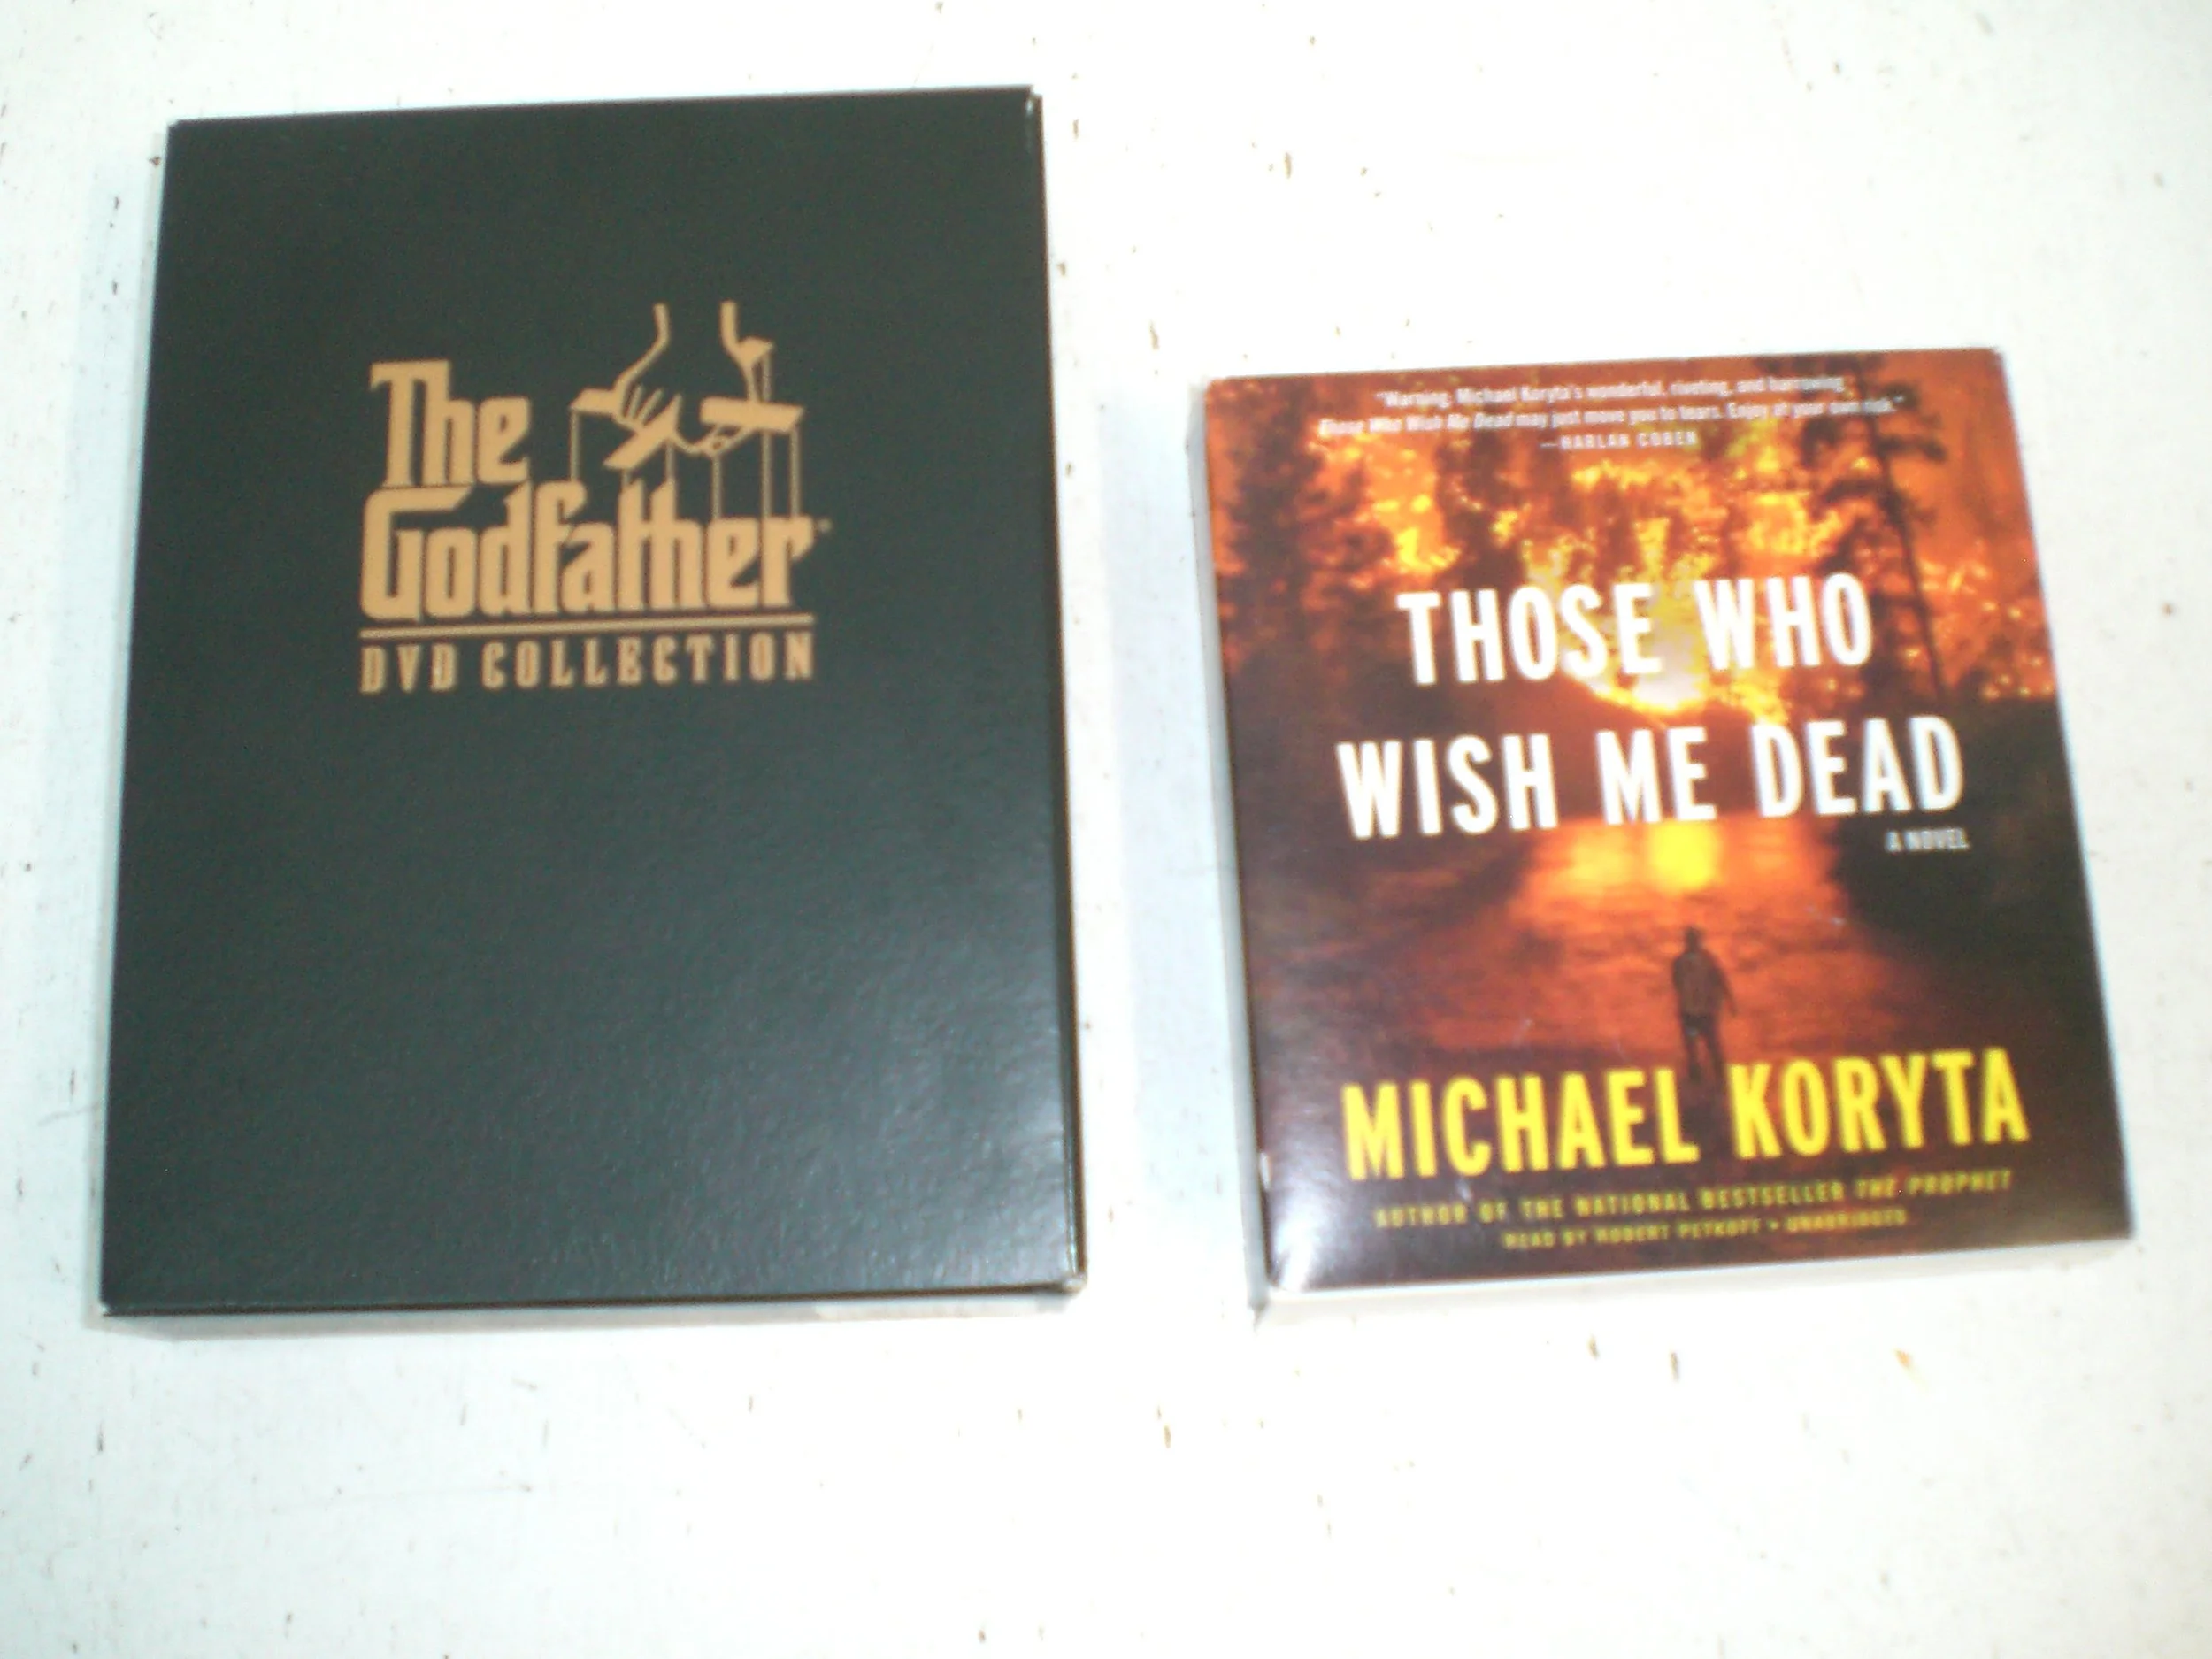 The
Godfather
DVD COLLECTION
"Warning: Michael Koryta's wonderful, riveting, and harrowing
Those Who Wish Me Dead may just move you to tears. Enjoy at your own risk."
—HARLAN COBEN
THOSE WHO
WISH ME DEAD
A NOVEL
MICHAEL KORYTA
AUTHOR OF THE NATIONAL BESTSELLER THE PROPHET
READ BY ROBERT PETKOFF • UNABRIDGED